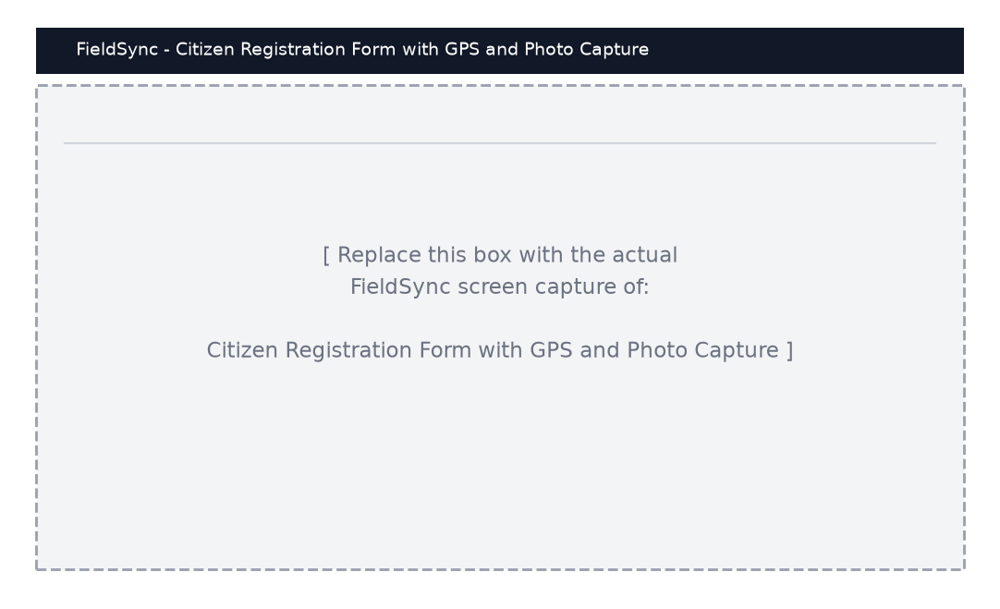 FieldSync - Citizen Registration Form with GPS and Photo Capture
[ Replace this box with the actual
FieldSync screen capture of:
Citizen Registration Form with GPS and Photo Capture ]